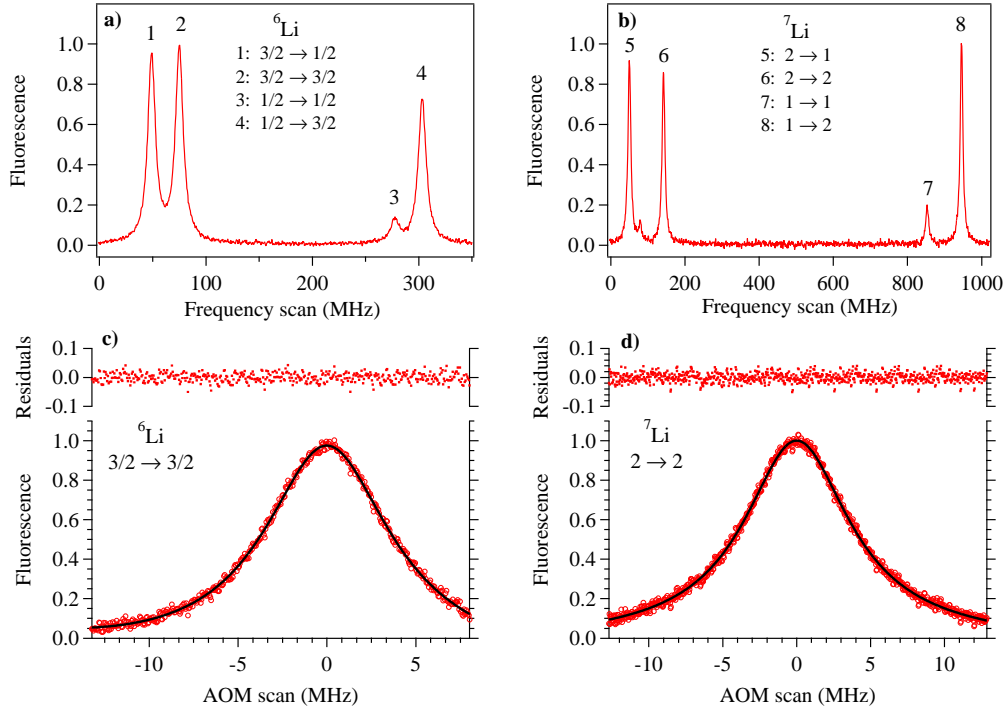 a)
⁶Li
1: 3/2 → 1/2
2: 3/2 → 3/2
3: 1/2 → 1/2
4: 1/2 → 3/2
1
2
3
4
1.0
0.8
0.6
0.4
0.2
0.0
Fluorescence
0
100
200
300
Frequency scan (MHz)
b)
⁷Li
5: 2 → 1
6: 2 → 2
7: 1 → 1
8: 1 → 2
5
6
7
8
1.0
0.8
0.6
0.4
0.2
0.0
Fluorescence
0
200
400
600
800
1000
Frequency scan (MHz)
c)
0.1
0.0
-0.1
Residuals
⁶Li
3/2 → 3/2
1.0
0.8
0.6
0.4
0.2
0.0
Fluorescence
-10
-5
0
5
AOM scan (MHz)
d)
0.1
0.0
-0.1
Residuals
⁷Li
2 → 2
1.0
0.8
0.6
0.4
0.2
0.0
Fluorescence
-10
-5
0
5
10
AOM scan (MHz)